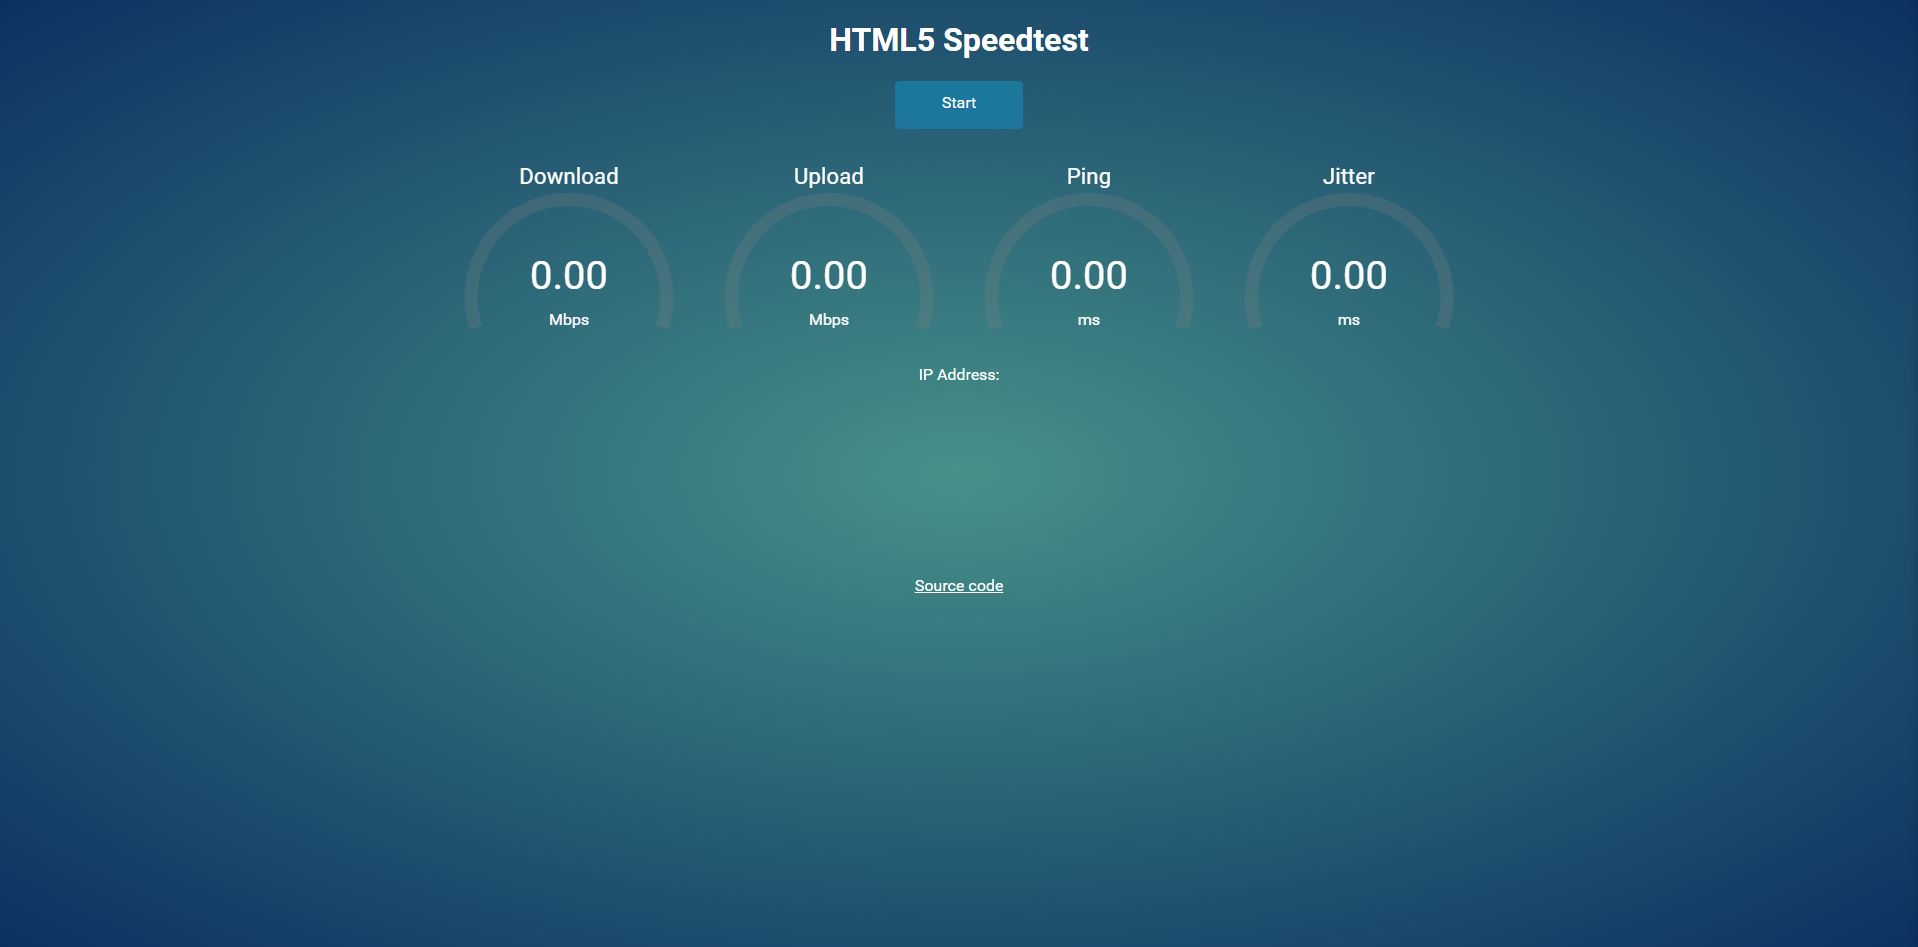 HTML5 Speedtest
Start
Download Upload Ping Jitter
0.00 0.00 0.00 0.00
Mbps Mbps ms ms
IP Address:
Source code